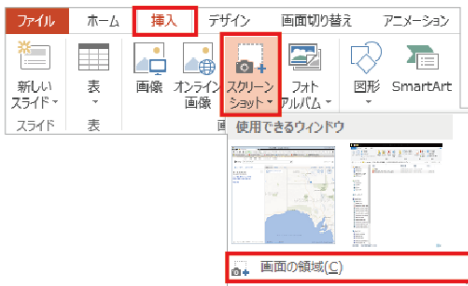 ファイル ホーム 挿入 デザイン 画面切り替え アニメーション
新しい スライド
表
画像
オンライン 画像
スクリーン ショット
フォト アルバム
図形
SmartArt
スライド 表 画
使用できるウィンドウ
画面の領域(C)